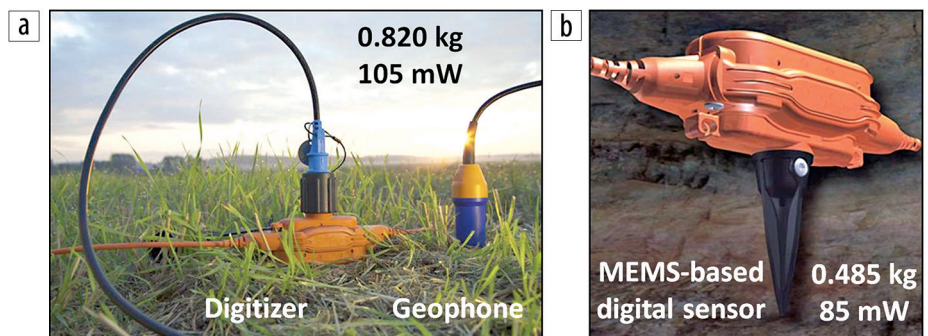 a
0.820 kg
105 mW
Digitizer
Geophone
b
MEMS-based
digital sensor
0.485 kg
85 mW